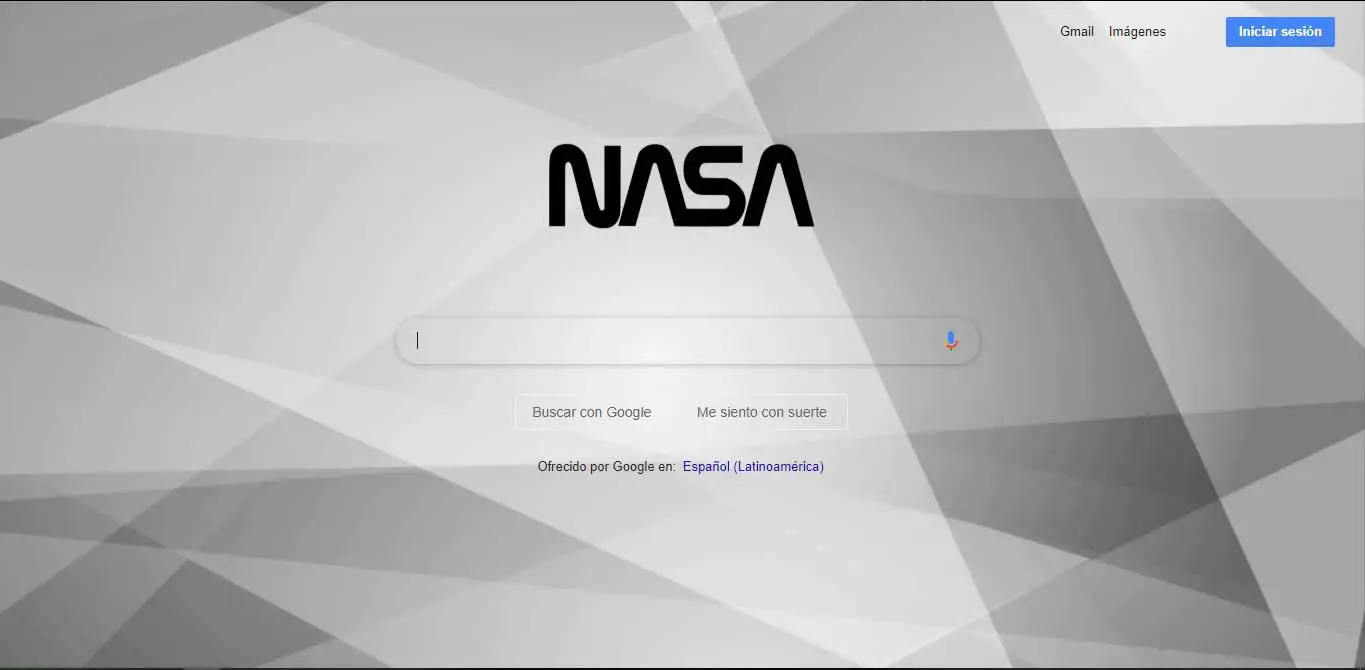 Gmail Imágenes Iniciar sesión
NASA
Buscar con Google Me siento con suerte
Ofrecido por Google en: Español (Latinoamérica)